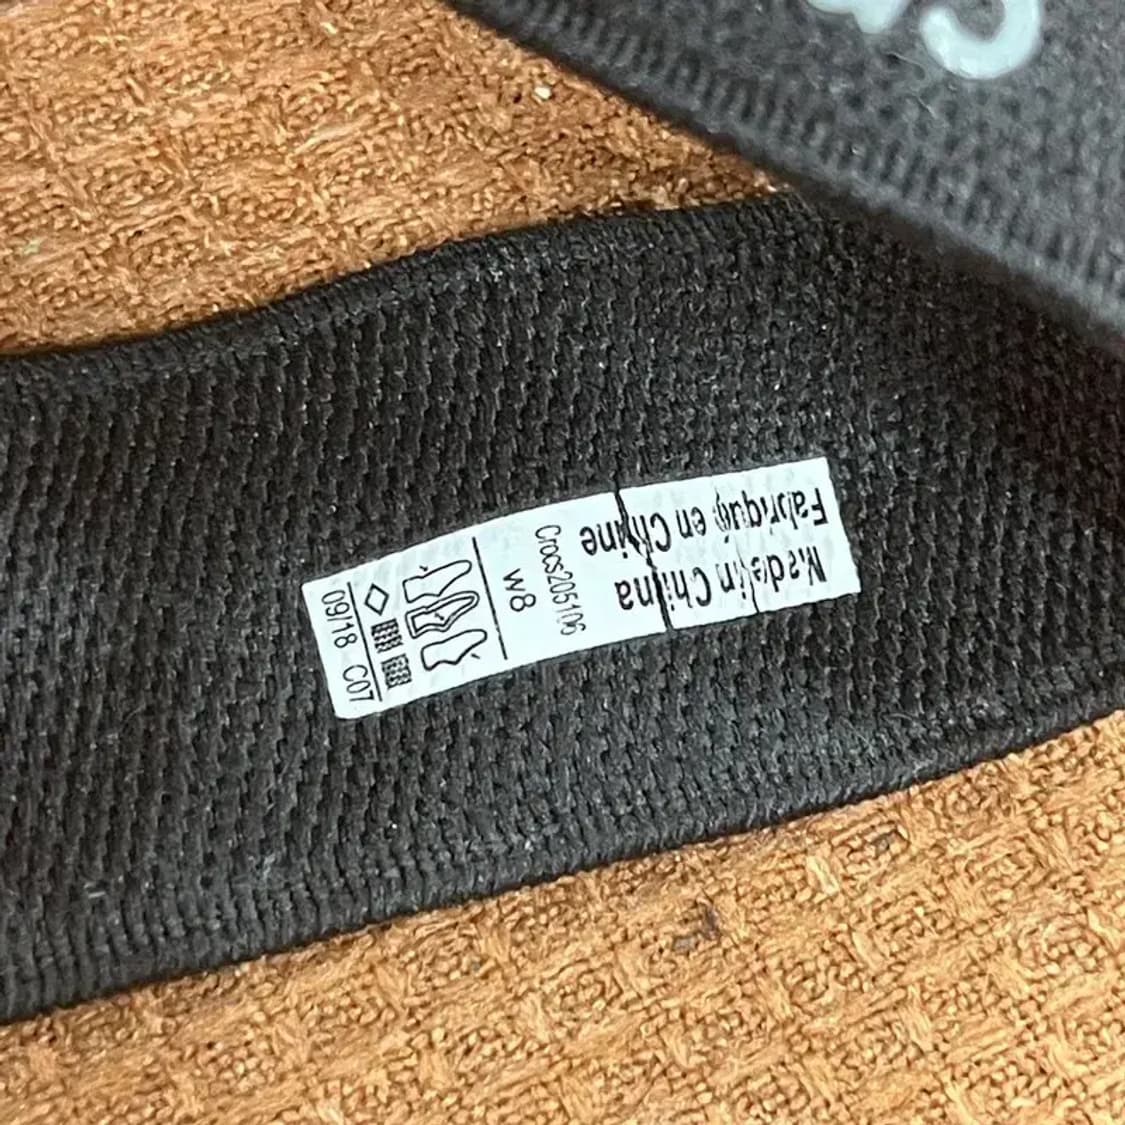 Made in China
Fabriqué en Chine
Crocs205106
W8
09/18 C07